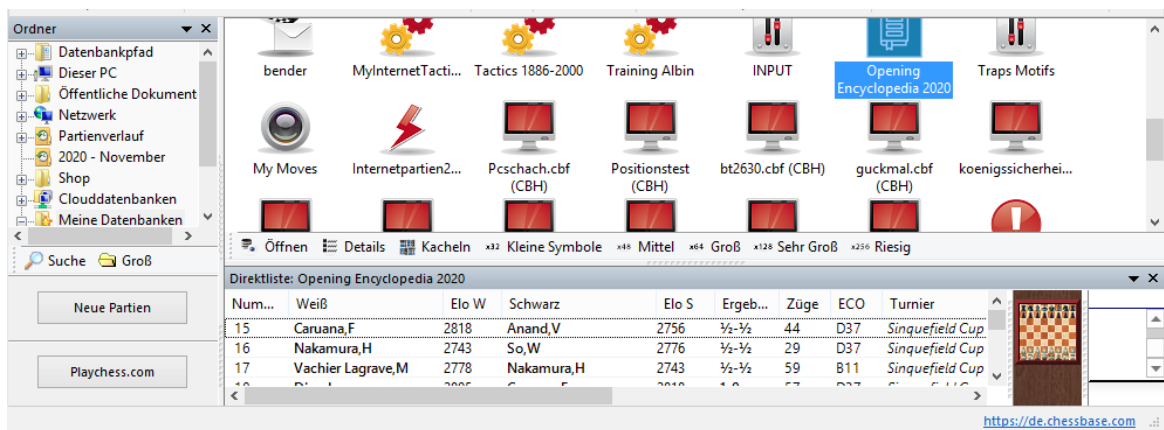 Ordner
Datenbankpfad
Dieser PC
Öffentliche Dokument
Netzwerk
Partienverlauf
2020 - November
Shop
Clouddatenbanken
Meine Datenbanken
Suche Groß
Neue Partien
Playchess.com
bender MyInternetTacti... Tactics 1886-2000 Training Albin INPUT Opening Encyclopedia 2020 Traps Motifs
My Moves Internetpartien2... Pcschach.cbf (CBH) Positionstest (CBH) bt2630.cbf (CBH) guckmal.cbf (CBH) koenigssicherhei...
Öffnen Details Kacheln x32 Kleine Symbole x48 Mittel x64 Groß x128 Sehr Groß x256 Riesig
Direktliste: Opening Encyclopedia 2020
Num... Weiß Elo W Schwarz Elo S Ergeb... Züge ECO Turnier
15 Caruana,F 2818 Anand,V 2756 ½-½ 44 D37 Sinquefield Cup
16 Nakamura,H 2743 So,W 2776 ½-½ 29 D37 Sinquefield Cup
17 Vachier Lagrave,M 2778 Nakamura,H 2743 ½-½ 59 B11 Sinquefield Cup
https://de.chessbase.com